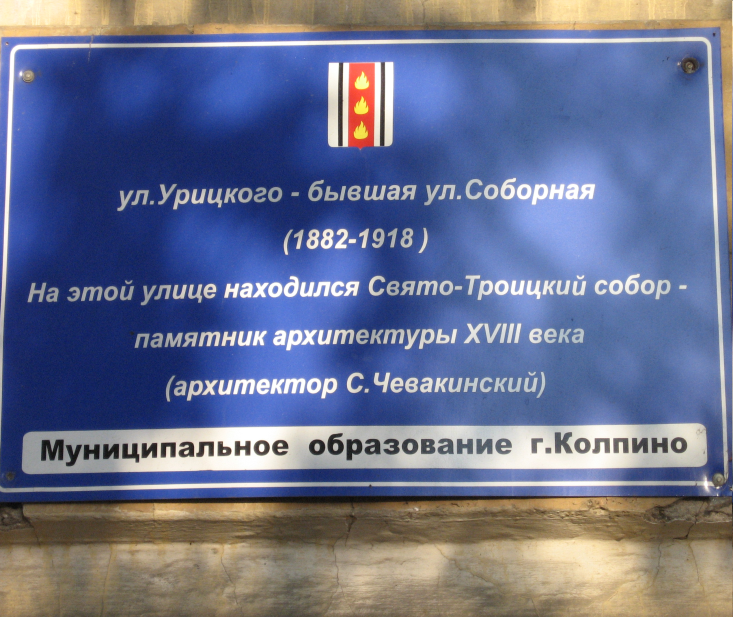 ул.Урицкого - бывшая ул.Соборная
(1882-1918 )
На этой улице находился Свято-Троицкий собор -
памятник архитектуры XVIII века
(архитектор С.Чевакинский)
Муниципальное образование г.Колпино